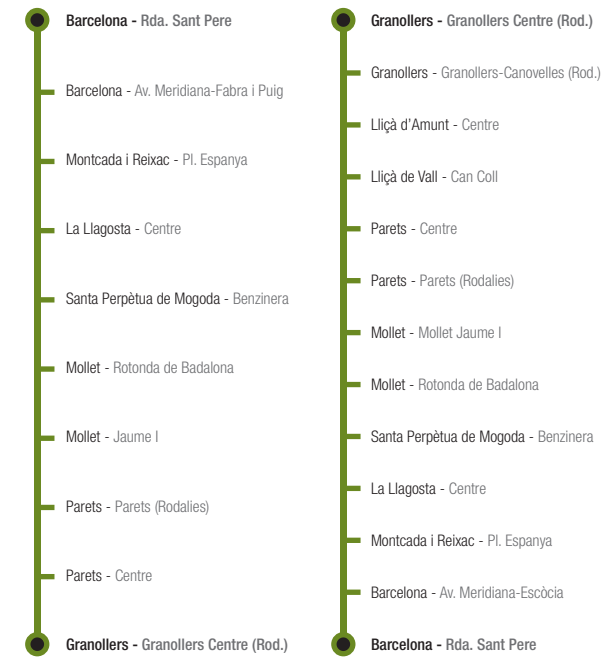 Barcelona - Rda. Sant Pere
Barcelona - Av. Meridiana-Fabra i Puig
Montcada i Reixac - Pl. Espanya
La Llagosta - Centre
Santa Perpètua de Mogoda - Benzinera
Mollet - Rotonda de Badalona
Mollet - Jaume I
Parets - Parets (Rodalies)
Parets - Centre
Granollers - Granollers Centre (Rod.)
Granollers - Granollers Centre (Rod.)
Granollers - Granollers-Canovelles (Rod.)
Lliçà d'Amunt - Centre
Lliçà de Vall - Can Coll
Parets - Centre
Parets - Parets (Rodalies)
Mollet - Mollet Jaume I
Mollet - Rotonda de Badalona
Santa Perpètua de Mogoda - Benzinera
La Llagosta - Centre
Montcada i Reixac - Pl. Espanya
Barcelona - Av. Meridiana-Escòcia
Barcelona - Rda. Sant Pere